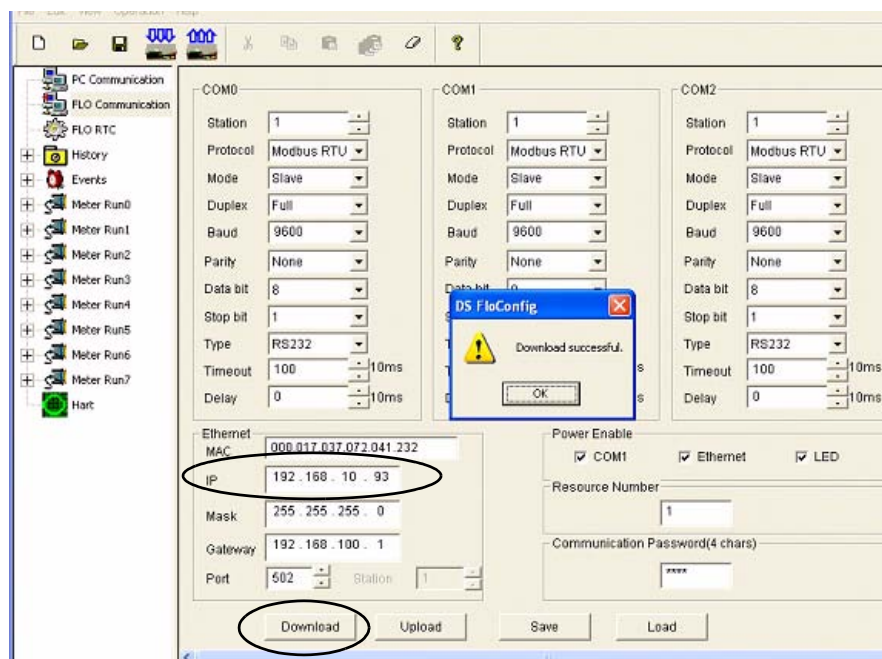 File Edit View Operation Help
PC Communication
FLO Communication
FLO RTC
History
Events
Meter Run0
Meter Run1
Meter Run2
Meter Run3
Meter Run4
Meter Run5
Meter Run6
Meter Run7
Hart
COM0
Station 1
Protocol Modbus RTU
Mode Slave
Duplex Full
Baud 9600
Parity None
Data bit 8
Stop bit 1
Type RS232
Timeout 100 10ms
Delay 0 10ms
COM1
Station 1
Protocol Modbus RTU
Mode Slave
Duplex Full
Baud 9600
Parity None
Data bit
COM2
Station 1
Protocol Modbus RTU
Mode Slave
Duplex Full
Baud 9600
Parity None
Data bit 8
Stop bit 1
Type RS232
Timeout 100 10ms
Delay 0 10ms
DS FloConfig
Download successful.
OK
Ethernet
MAC 000.017.037.072.041.232
IP 192 . 168 . 10 . 93
Mask 255 . 255 . 255 . 0
Gateway 192 . 168 . 100 . 1
Port 502 Station 1
Power Enable
COM1 Ethernet LED
Resource Number
1
Communication Password(4 chars)
****
Download Upload Save Load